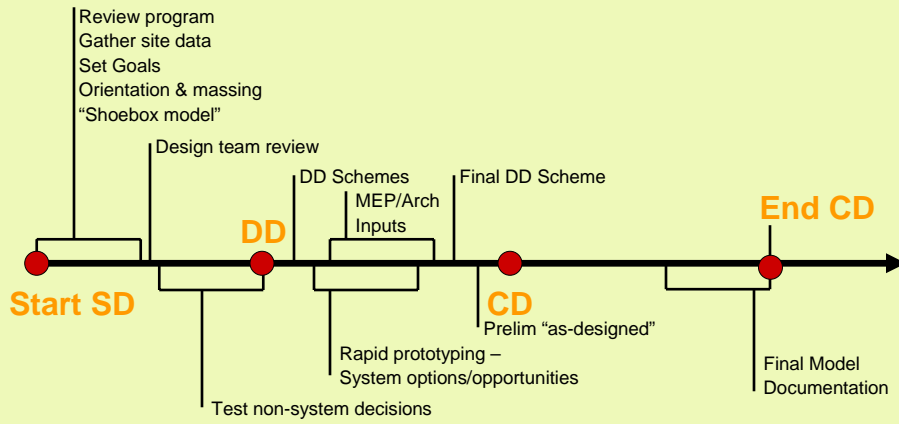 Review program
Gather site data
Set Goals
Orientation & massing
“Shoebox model”
Design team review
DD Schemes
MEP/Arch
Inputs
Final DD Scheme
End CD
DD
Start SD
CD
Prelim “as-designed”
Rapid prototyping –
System options/opportunities
Test non-system decisions
Final Model
Documentation